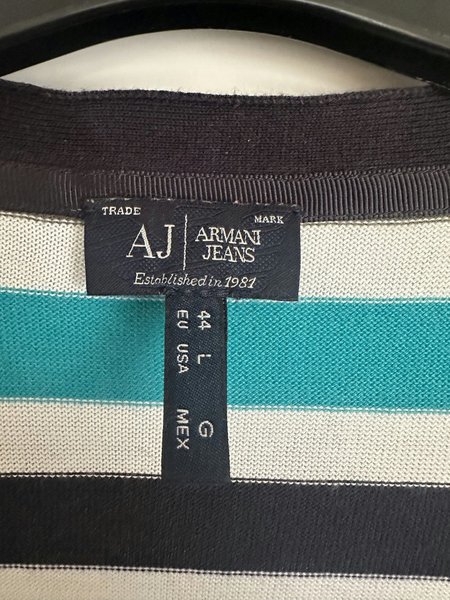 TRADE MARK
AJ ARMANI
JEANS
Established in 1981
44 L G
EU USA MEX